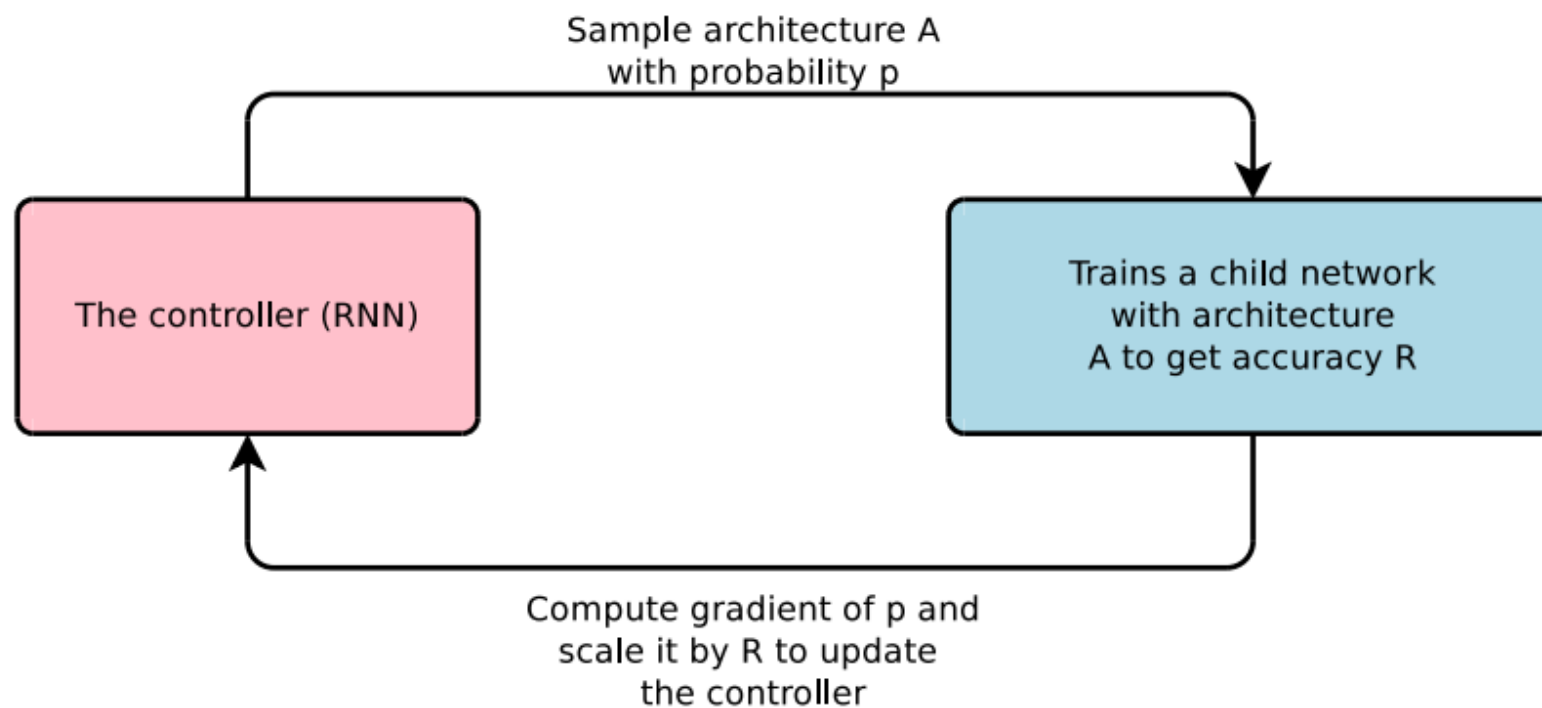 Sample architecture A
with probability p
The controller (RNN)
Trains a child network
with architecture
A to get accuracy R
Compute gradient of p and
scale it by R to update
the controller